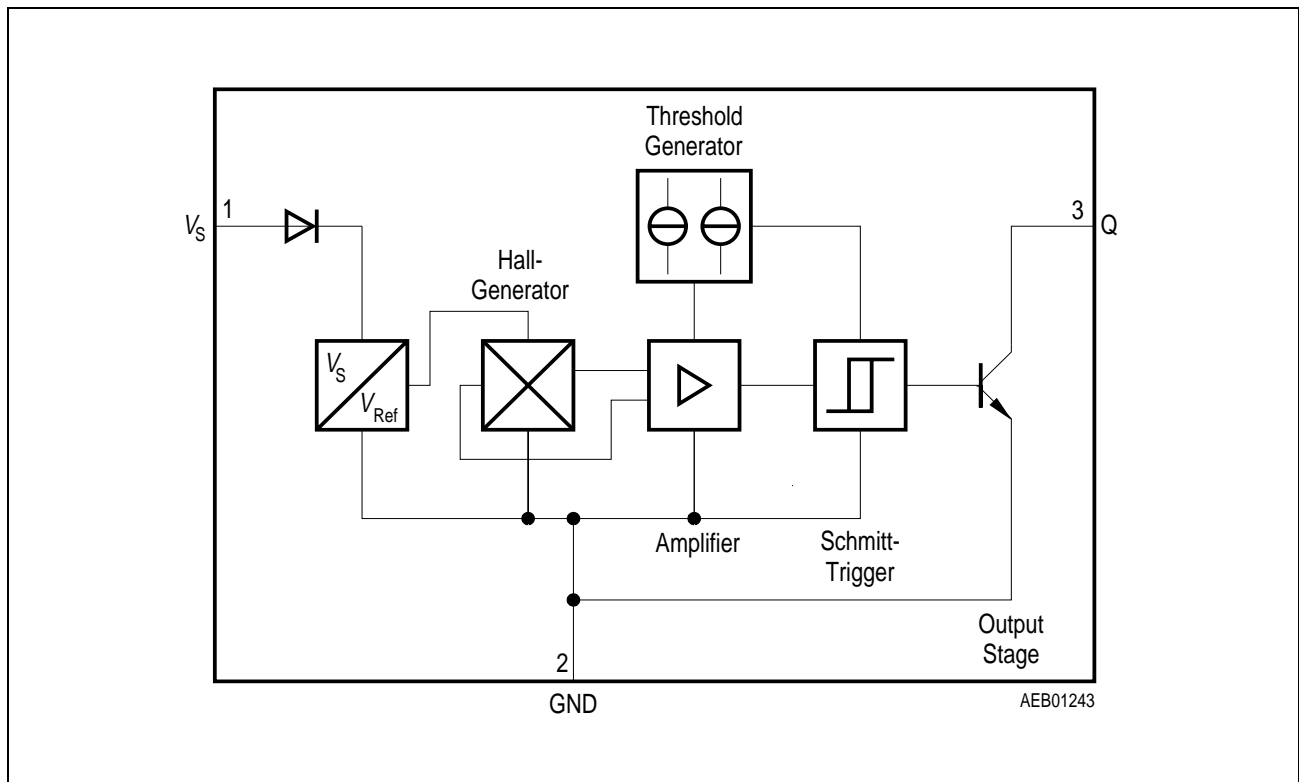 Threshold
Generator
1
V_S
3
Q
Hall-
Generator
V_S
V_Ref
Amplifier
Schmitt-
Trigger
Output
Stage
2
GND
AEB01243